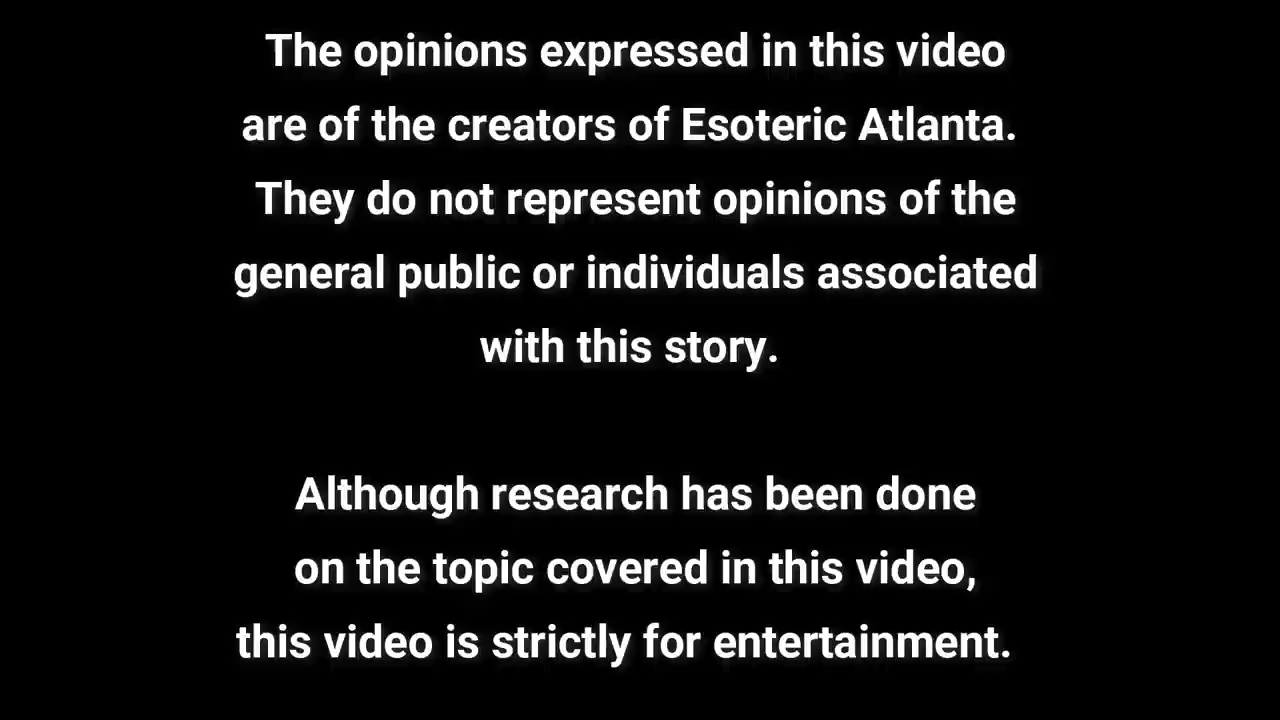 The opinions expressed in this video
are of the creators of Esoteric Atlanta.
They do not represent opinions of the
general public or individuals associated
with this story.
Although research has been done
on the topic covered in this video,
this video is strictly for entertainment.